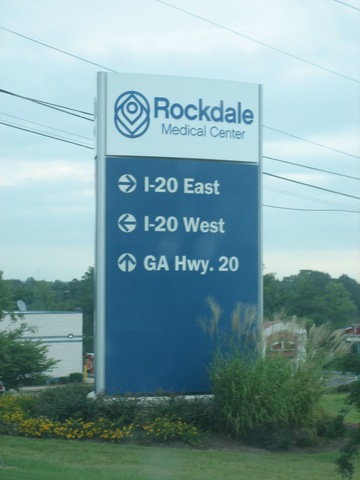 Rockdale
Medical Center
I-20 East
I-20 West
GA Hwy. 20